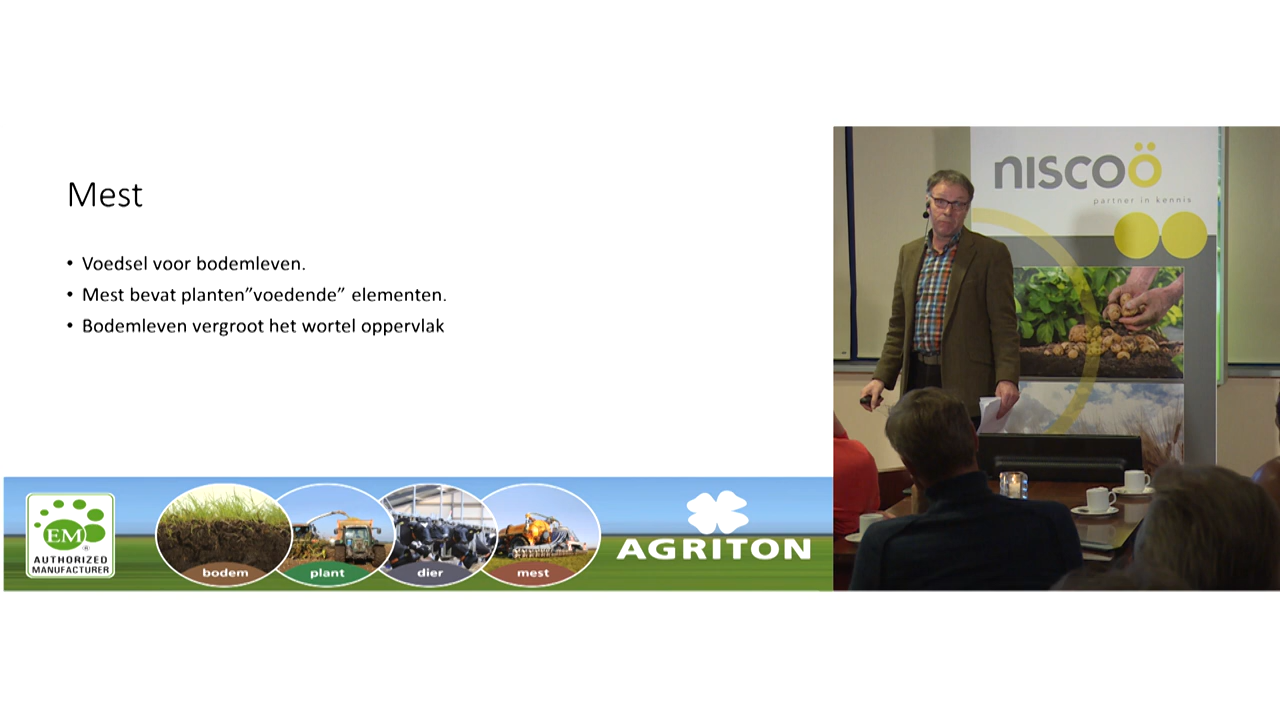 Mest
• Voedsel voor bodemleven.
• Mest bevat planten”voedende” elementen.
• Bodemleven vergroot het wortel oppervlak
EM®
AUTHORIZED
MANUFACTURER
bodem
plant
dier
mest
AGRITON
niscoö
partner in kennis